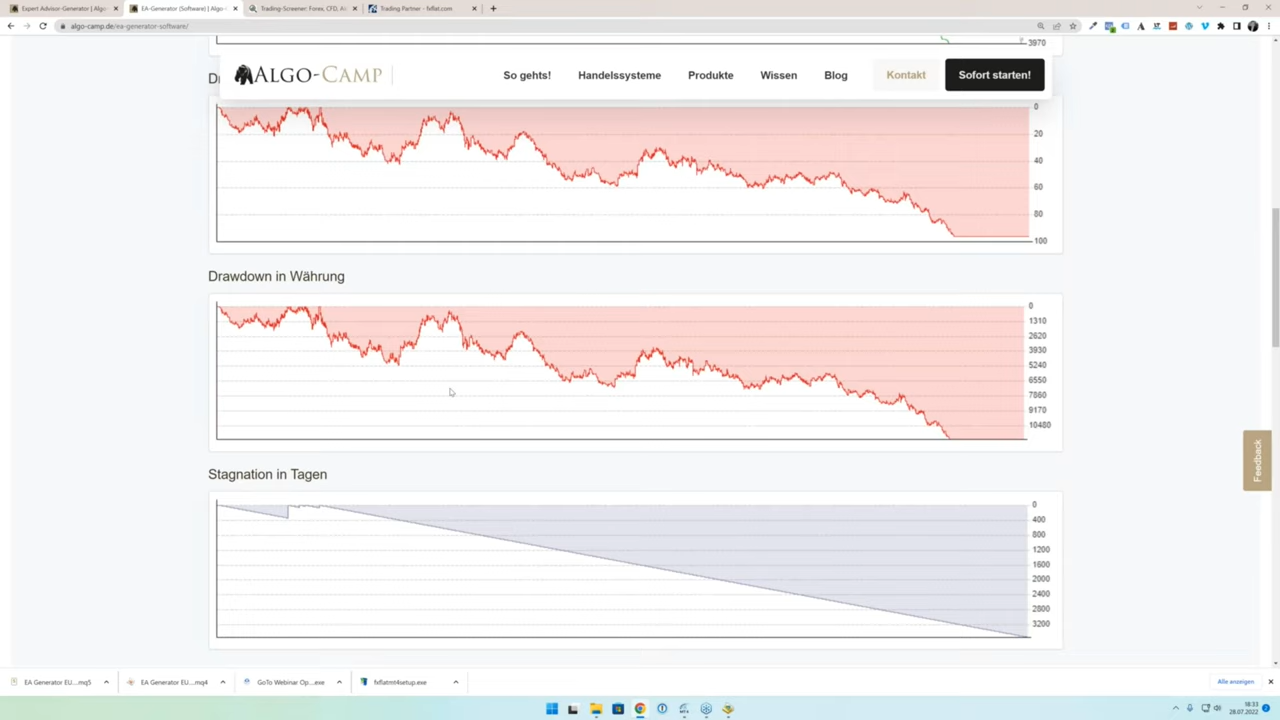 Expert Advisor-Generator | Algo-
EA-Generator (Software) | Algo-
Trading-Screener: Forex, CFD, Al
Trading Partner - fxflat.com
algo-camp.de/ea-generator-software/
3970
ALGO-CAMP
So gehts!
Handelssysteme
Produkte
Wissen
Blog
Kontakt
Sofort starten!
0
20
40
60
80
100
Drawdown in Währung
0
1310
2620
3930
5240
6550
7860
9170
10480
Feedback
Stagnation in Tagen
0
400
800
1200
1600
2000
2400
2800
3200
EA Generator EU....mq5
EA Generator EU....mq4
GoTo Webinar Op....exe
fxflatmt4setup.exe
Alle anzeigen
18:33
28.07.2022